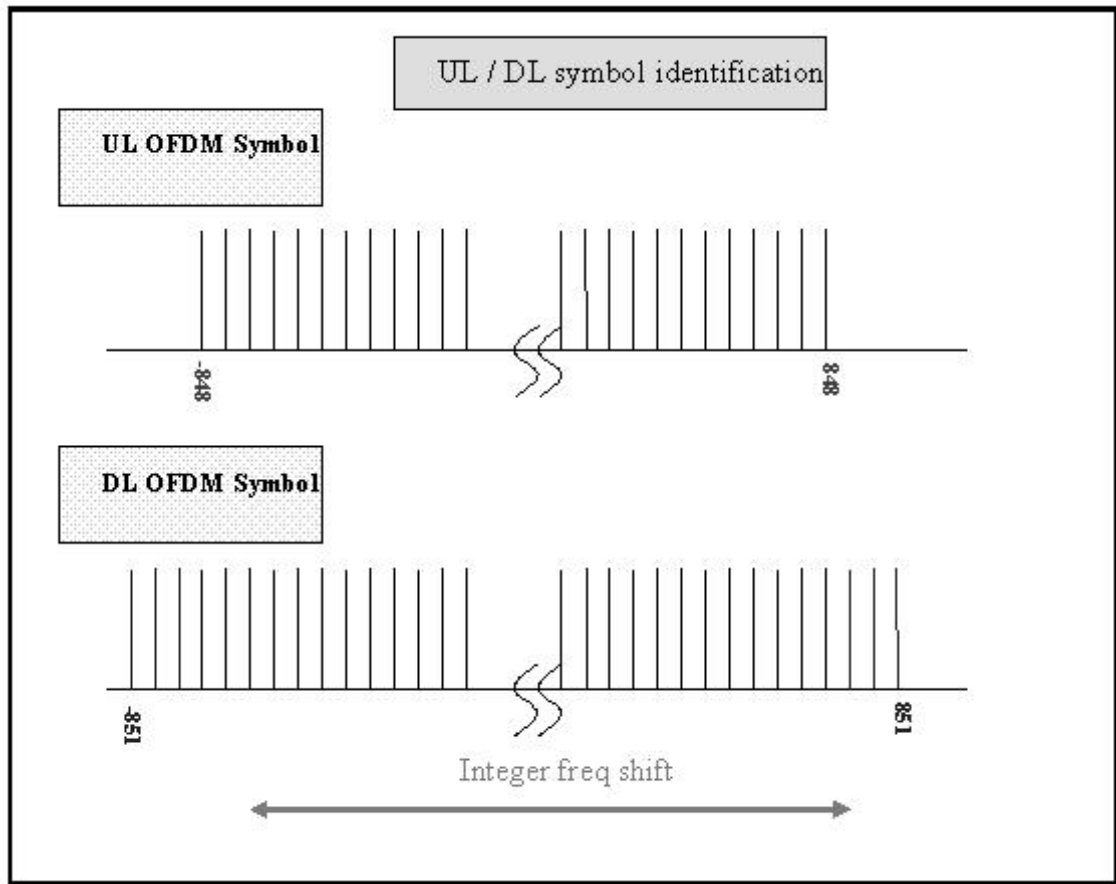 UL / DL symbol identification
UL OFDM Symbol
-848
848
DL OFDM Symbol
-851
851
Integer freq shift